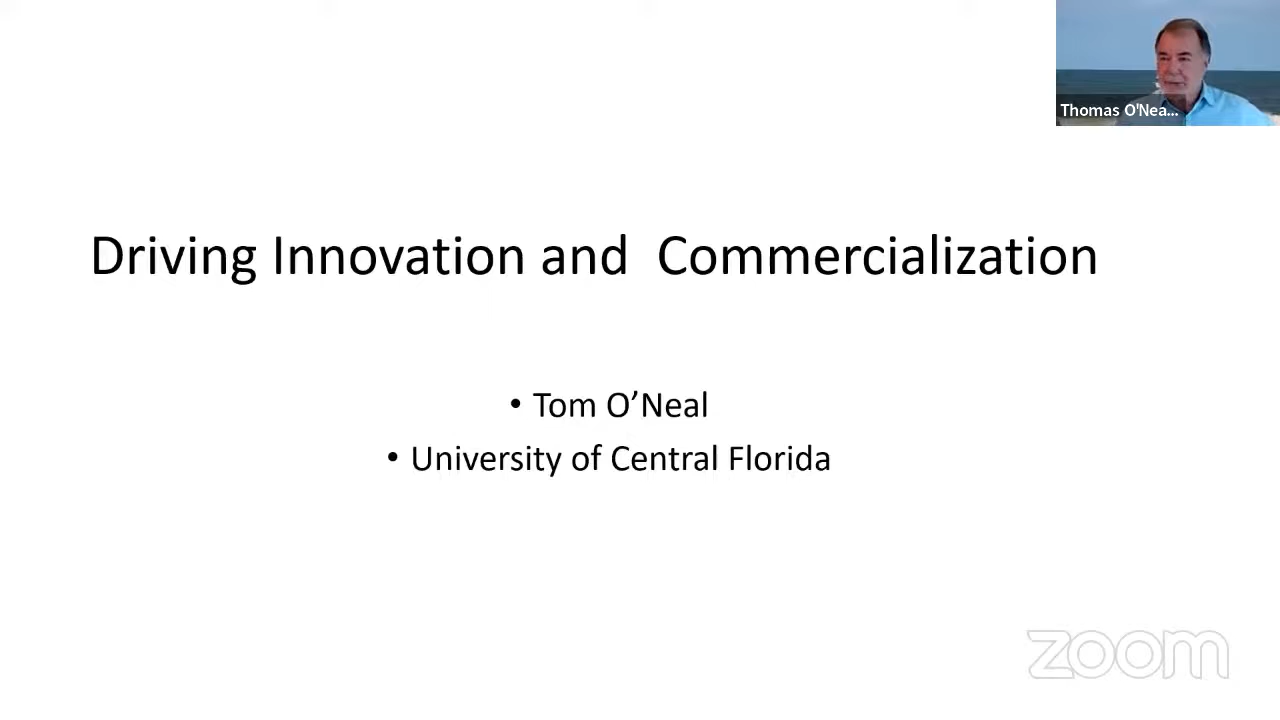 Thomas O'Nea...
Driving Innovation and  Commercialization
• Tom O’Neal
• University of Central Florida
zoom